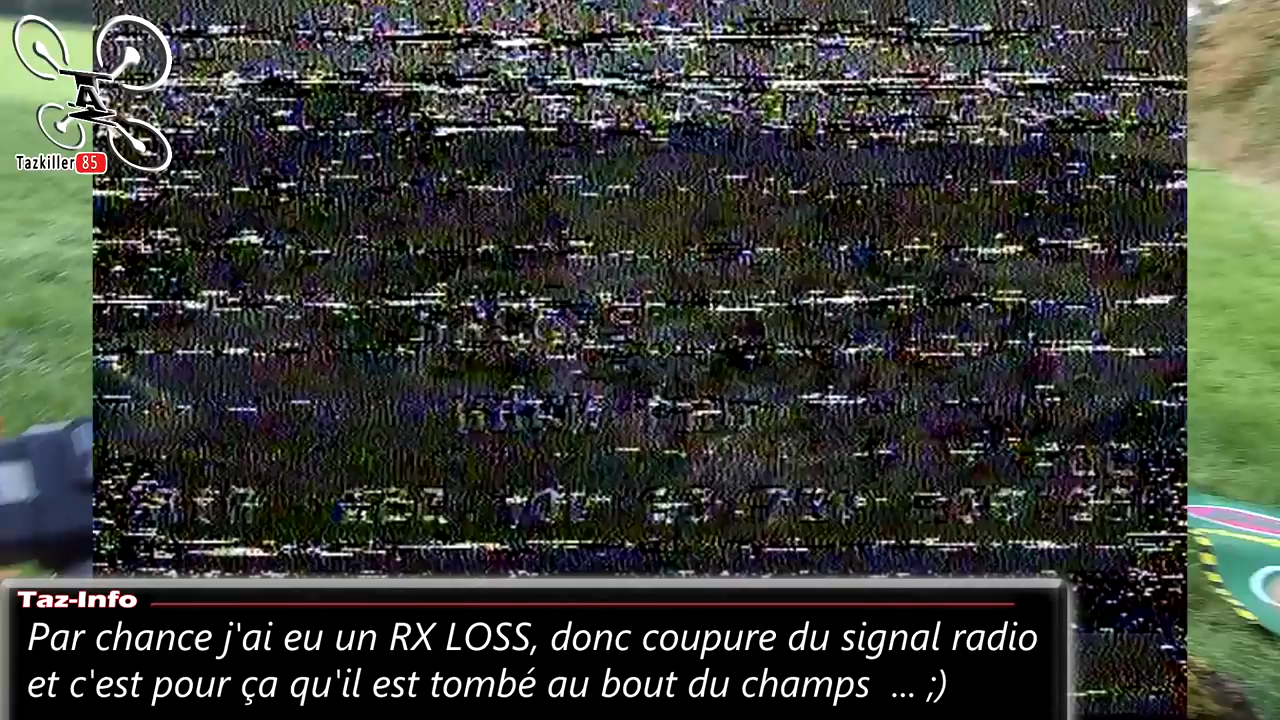 TAZ
Tazkiller 85
Taz-Info
Par chance j'ai eu un RX LOSS, donc coupure du signal radio
et c'est pour ça qu'il est tombé au bout du champs ... ;)